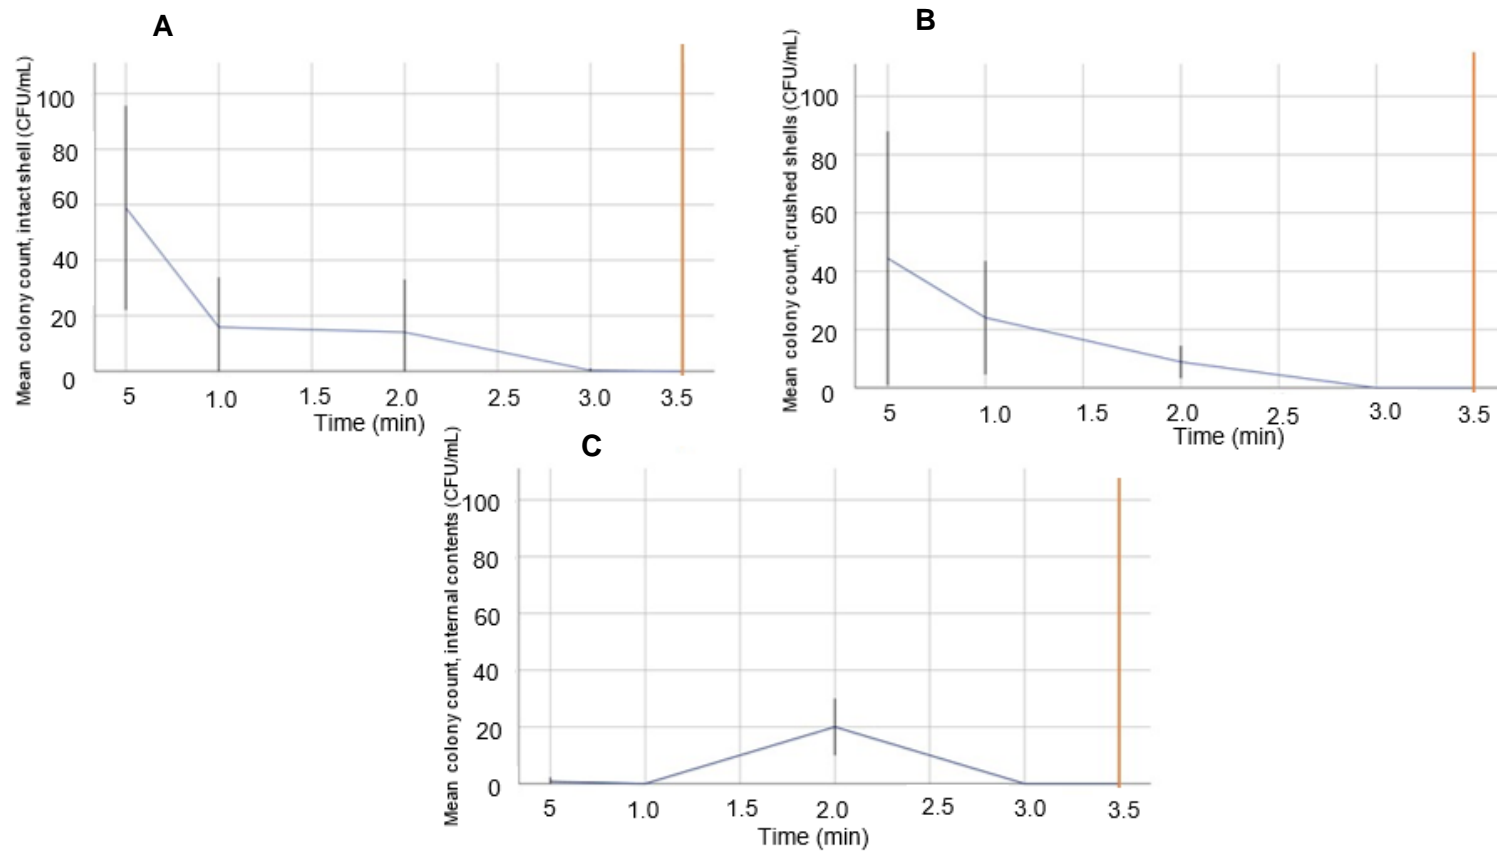 A
Mean colony count, intact shell (CFU/mL)
100
80
60
40
20
0
5 1.0 1.5 2.0 2.5 3.0 3.5
Time (min)
B
Mean colony count, crushed shells (CFU/mL)
100
80
60
40
20
0
5 1.0 1.5 2.0 2.5 3.0 3.5
Time (min)
C
Mean colony count, internal contents (CFU/mL)
100
80
60
40
20
0
5 1.0 1.5 2.0 2.5 3.0 3.5
Time (min)